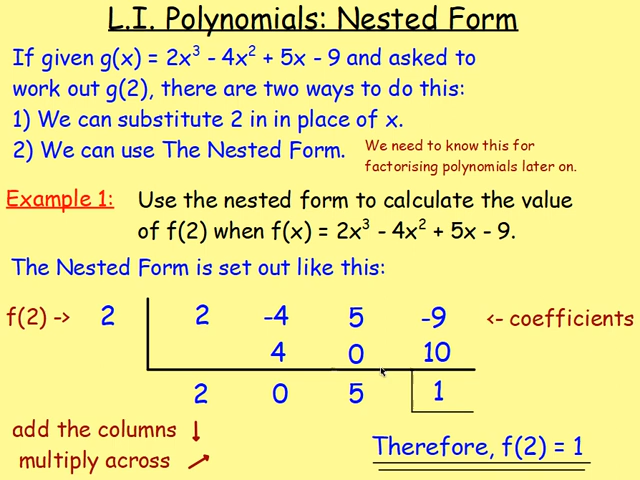 L.I. Polynomials: Nested Form
If given g(x) = 2x³ - 4x² + 5x - 9 and asked to
work out g(2), there are two ways to do this:
1) We can substitute 2 in in place of x.
2) We can use The Nested Form.
We need to know this for
factorising polynomials later on.
Example 1:
Use the nested form to calculate the value
of f(2) when f(x) = 2x³ - 4x² + 5x - 9.
The Nested Form is set out like this:
f(2) -> 2 2 -4 5 -9 <- coefficients
4 0 10
2 0 5 1
add the columns ↓
multiply across ↗
Therefore, f(2) = 1